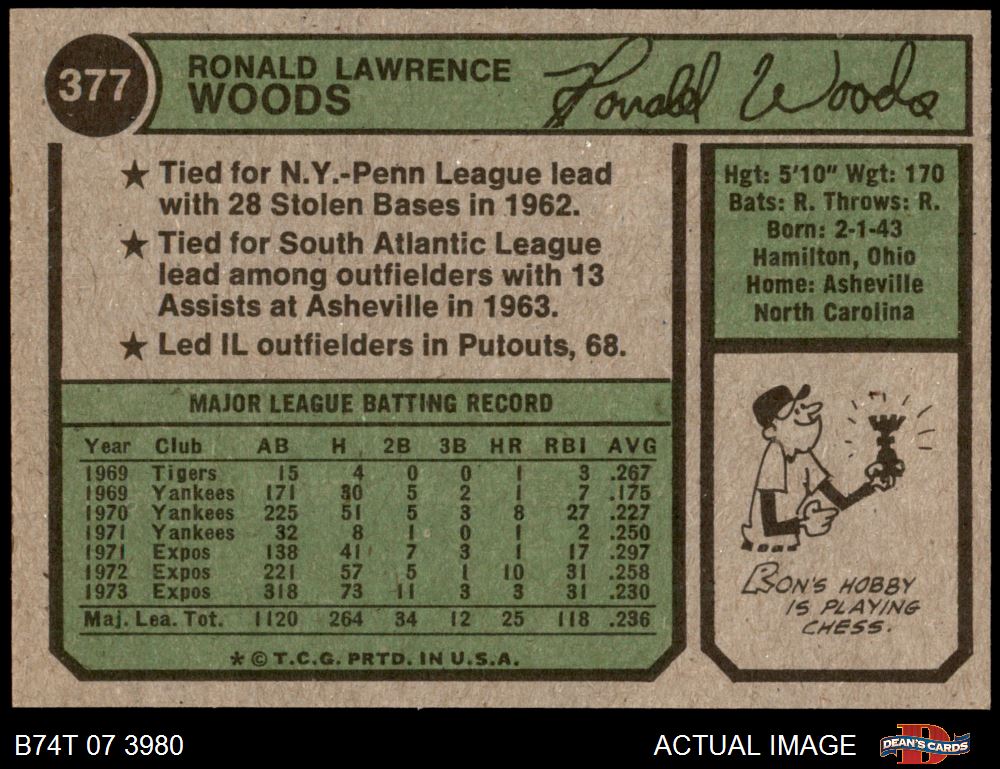 377
RONALD LAWRENCE
WOODS
Ronald Woods
★ Tied for N.Y.-Penn League lead
with 28 Stolen Bases in 1962.
★ Tied for South Atlantic League
lead among outfielders with 13
Assists at Asheville in 1963.
★ Led IL outfielders in Putouts, 68.
Hgt: 5'10" Wgt: 170
Bats: R. Throws: R.
Born: 2-1-43
Hamilton, Ohio
Home: Asheville
North Carolina
MAJOR LEAGUE BATTING RECORD
Year Club AB H 2B 3B HR RBI AVG
1969 Tigers 15 4 0 0 1 3 .267
1969 Yankees 171 30 5 2 1 7 .175
1970 Yankees 225 51 5 3 8 27 .227
1971 Yankees 32 8 1 0 1 2 .250
1971 Expos 138 41 7 3 1 17 .297
1972 Expos 221 57 5 1 10 31 .258
1973 Expos 318 73 11 3 3 31 .230
Maj. Lea. Tot. 1120 264 34 12 25 118 .236
* © T.C.G. PRTD. IN U.S.A.
RON'S HOBBY
IS PLAYING
CHESS.
B74T 07 3980
ACTUAL IMAGE
DEAN'S CARDS